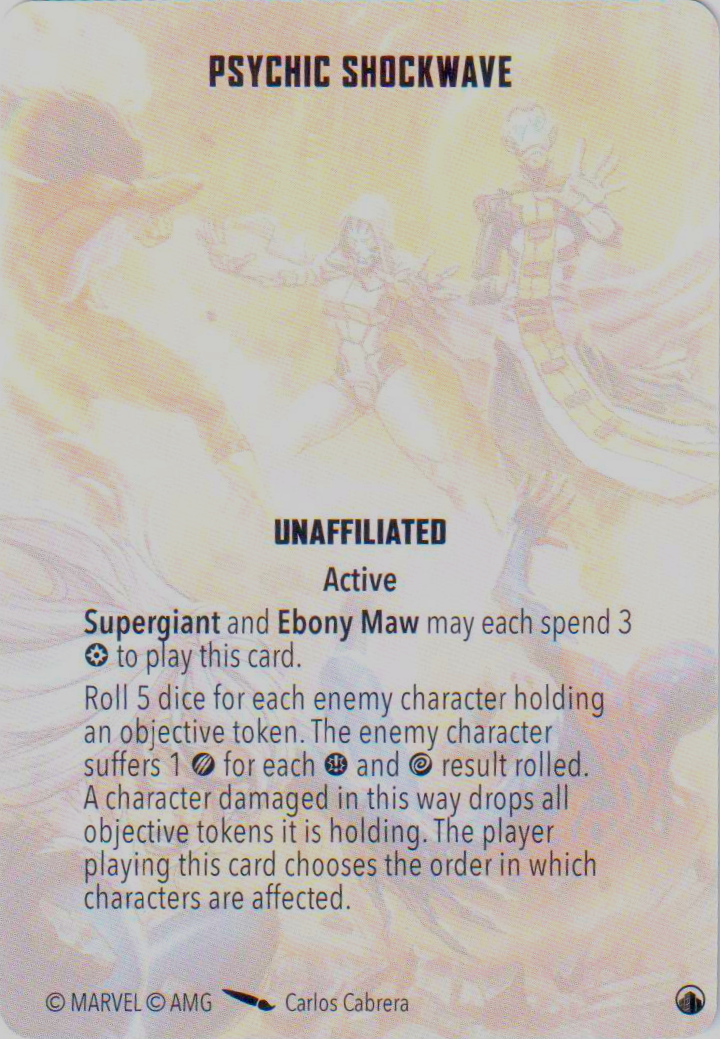 PSYCHIC SHOCKWAVE
UNAFFILIATED
Active
Supergiant and Ebony Maw may each spend 3
to play this card.
Roll 5 dice for each enemy character holding
an objective token. The enemy character
suffers 1 for each and result rolled.
A character damaged in this way drops all
objective tokens it is holding. The player
playing this card chooses the order in which
characters are affected.
© MARVEL © AMG Carlos Cabrera